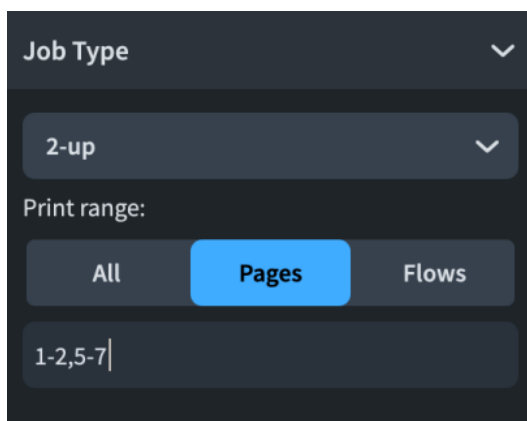 Job Type
2-up
Print range:
All Pages Flows
1-2,5-7